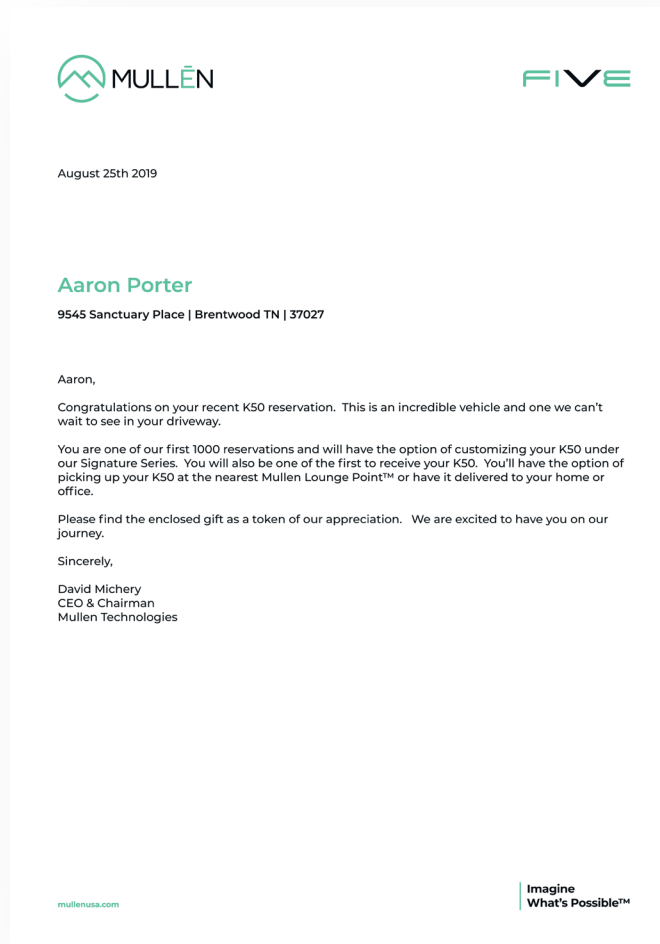 MULLĒN
FIVE
August 25th 2019
Aaron Porter
9545 Sanctuary Place | Brentwood TN | 37027
Aaron,
Congratulations on your recent K50 reservation.  This is an incredible vehicle and one we can't
wait to see in your driveway.
You are one of our first 1000 reservations and will have the option of customizing your K50 under
our Signature Series.  You will also be one of the first to receive your K50.  You'll have the option of
picking up your K50 at the nearest Mullen Lounge Point™ or have it delivered to your home or
office.
Please find the enclosed gift as a token of our appreciation.   We are excited to have you on our
journey.
Sincerely,
David Michery
CEO & Chairman
Mullen Technologies
Imagine
What's Possible™
mullenusa.com